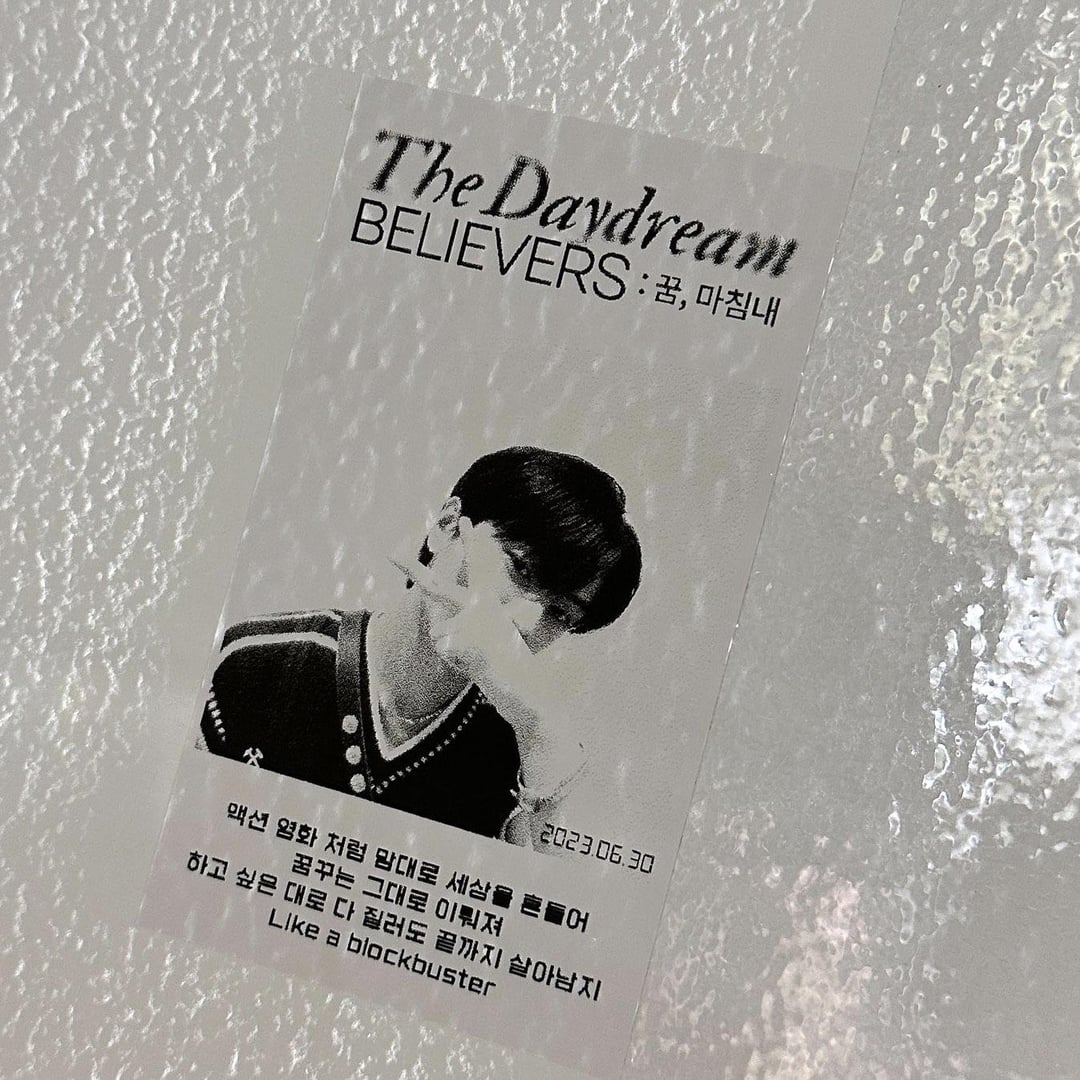 The Daydream
BELIEVERS : 꿈, 마침내
2023.06.30
액션 영화 처럼 맘대로 세상을 흔들어
꿈꾸는 그대로 이뤄져
하고 싶은 대로 다 질러도 끝까지 살아남지
Like a blockbuster